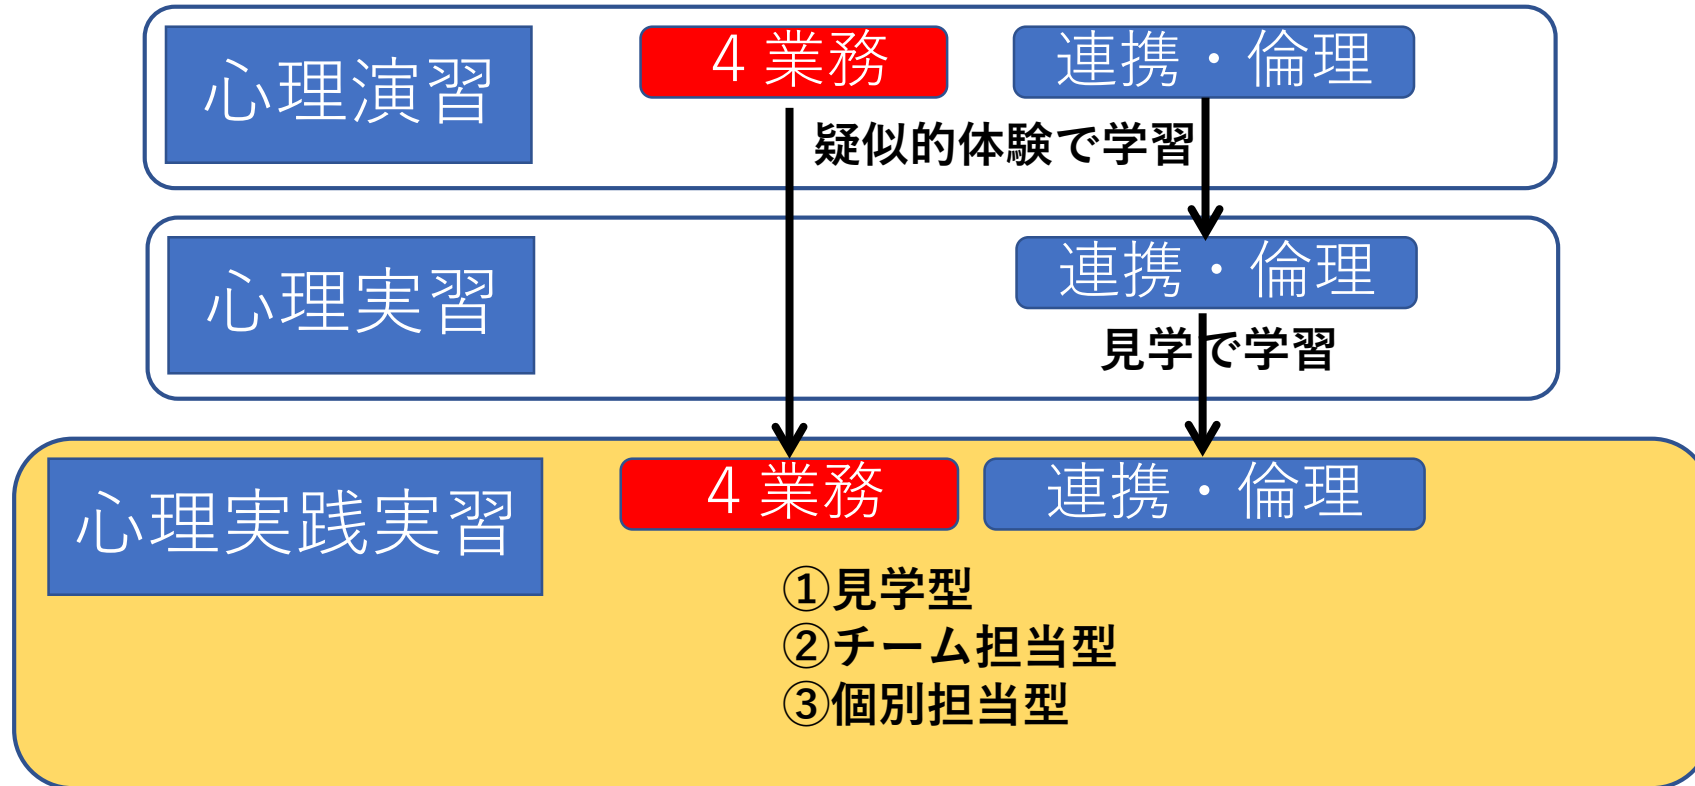 心理演習
４業務
連携・倫理
疑似的体験で学習
心理実習
連携・倫理
見学で学習
心理実践実習
４業務
連携・倫理
①見学型
②チーム担当型
③個別担当型